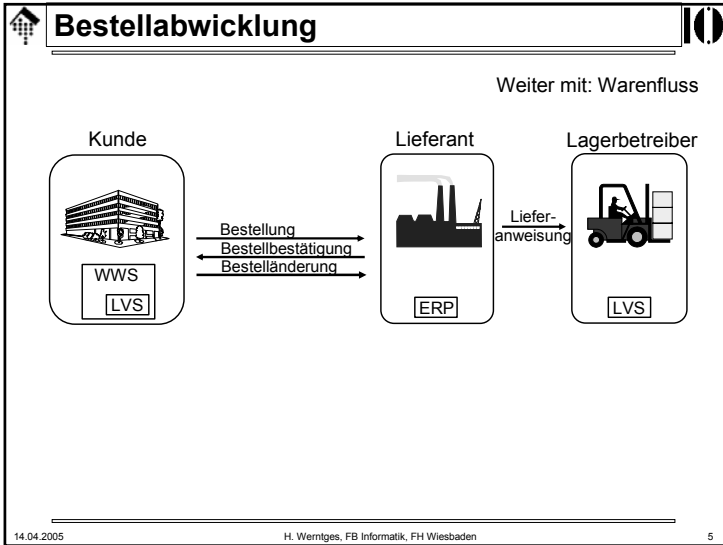 Bestellabwicklung
Weiter mit: Warenfluss
Kunde
Lieferant
Lagerbetreiber
Bestellung
Bestellbestätigung
Bestelländerung
Liefer-
anweisung
WWS
LVS
ERP
LVS
14.04.2005
H. Werntges, FB Informatik, FH Wiesbaden
5